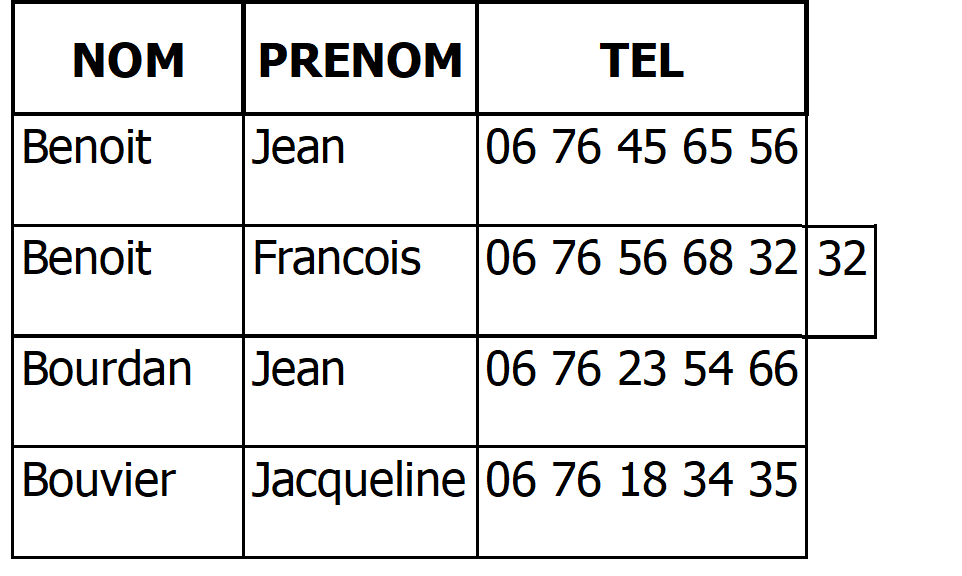 NOM PRENOM TEL
Benoit Jean 06 76 45 65 56
Benoit Francois 06 76 56 68 32 32
Bourdan Jean 06 76 23 54 66
Bouvier Jacqueline 06 76 18 34 35